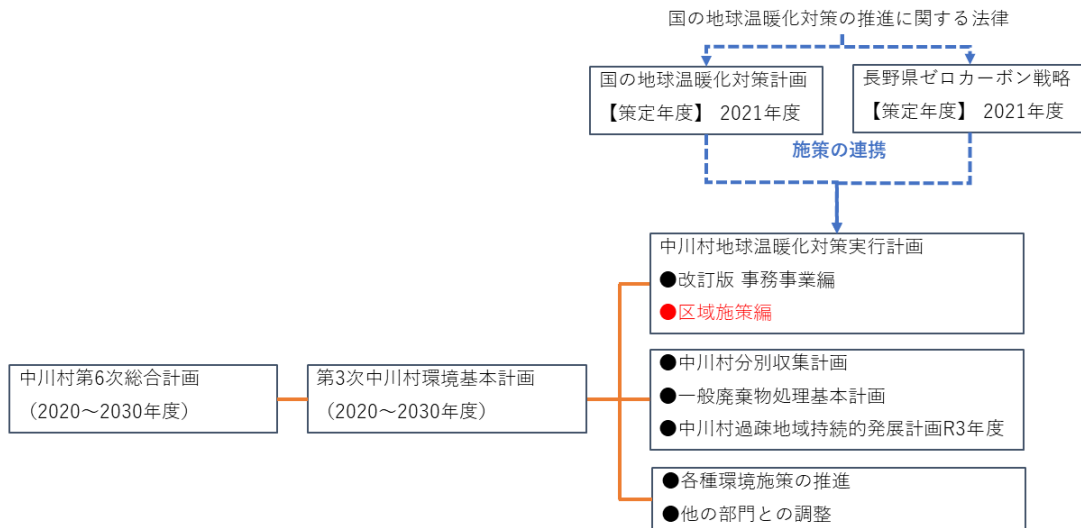 国の地球温暖化対策の推進に関する法律
国の地球温暖化対策計画
【策定年度】 2021年度
長野県ゼロカーボン戦略
【策定年度】 2021年度
施策の連携
中川村地球温暖化対策実行計画
●改訂版 事務事業編
●区域施策編
中川第6次総合計画
(2020～2030年度)
第3次中川村環境基本計画
(2020～2030年度)
●中川村分別収集計画
●一般廃棄物処理基本計画
●中川村過疎地域持続的発展計画R3年度
●各種環境施策の推進
●他の部門との調整